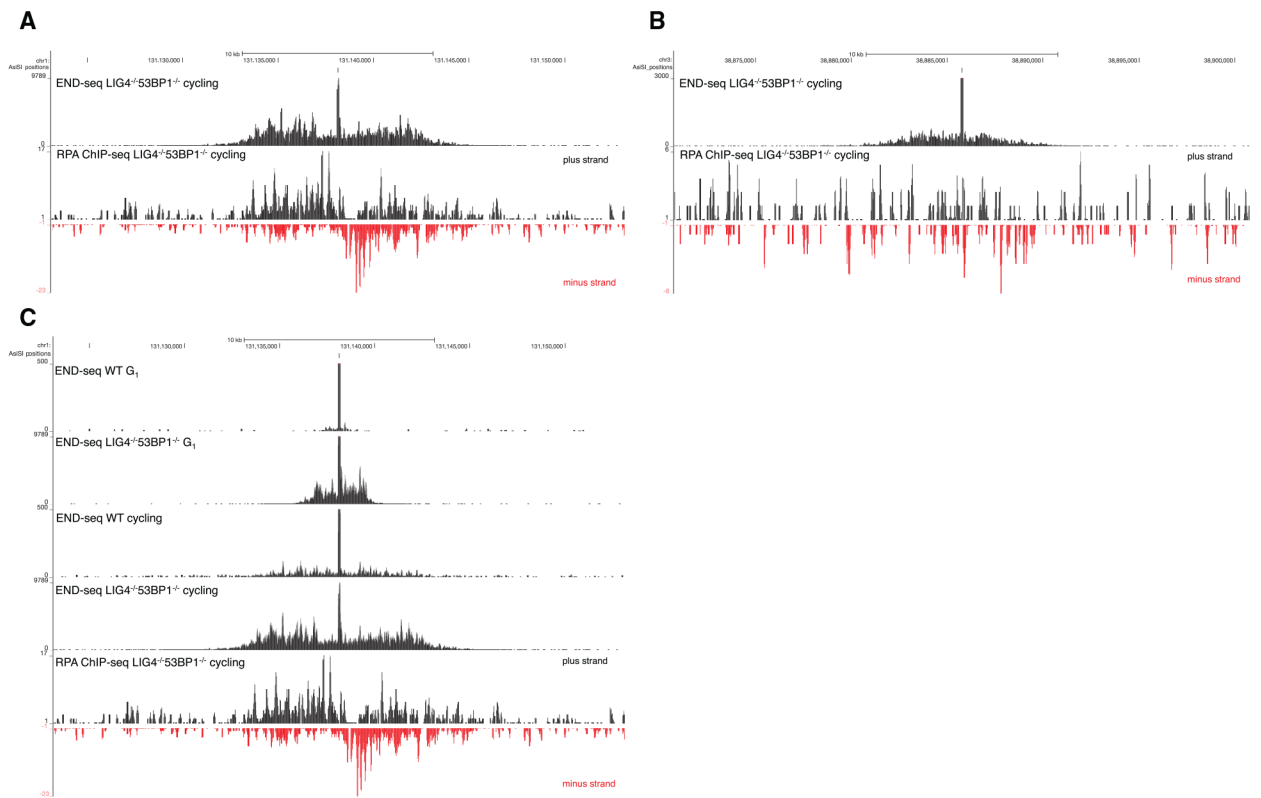 A
10 kb
chr1: 131,130,000 131,135,000 131,140,000 131,145,000 131,150,000
AsiSI positions
9789
END-seq LIG4-/-53BP1-/- cycling
0
17
RPA ChIP-seq LIG4-/-53BP1-/- cycling
plus strand
1
-1
minus strand
-23
B
10 kb
chr3: 38,875,000 38,880,000 38,885,000 38,890,000 38,895,000 38,900,000
AsiSI_positions
3000
END-seq LIG4-/-53BP1-/- cycling
0
6
RPA ChIP-seq LIG4-/-53BP1-/- cycling
plus strand
1
-1
minus strand
-8
C
10 kb
chr1: 131,130,000 131,135,000 131,140,000 131,145,000 131,150,000
AsiSI positions
500
END-seq WT G1
0
9789
END-seq LIG4-/-53BP1-/- G1
0
500
END-seq WT cycling
0
9789
END-seq LIG4-/-53BP1-/- cycling
0
17
RPA ChIP-seq LIG4-/-53BP1-/- cycling
plus strand
1
-1
minus strand
-23